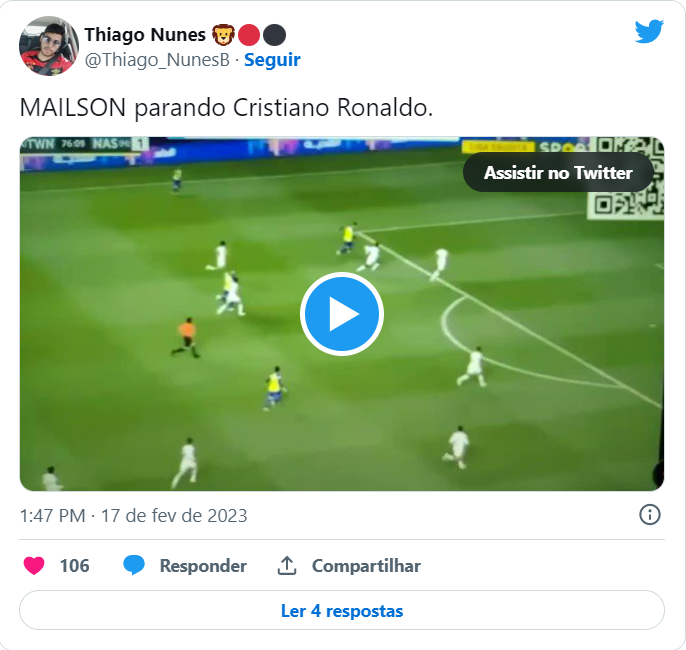 Thiago Nunes
@Thiago_NunesB · Seguir
MAILSON parando Cristiano Ronaldo.
TWN 76:09 NAS 1
Assistir no Twitter
1:47 PM · 17 de fev de 2023
106 Responder Compartilhar
Ler 4 respostas